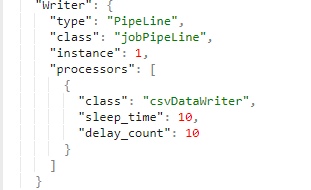 "Writer": {
"type": "PipeLine",
"class": "jobPipeLine",
"instance": 1,
"processors": [
{
"class": "csvDataWriter",
"sleep_time": 10,
"delay_count": 10
}
]
}